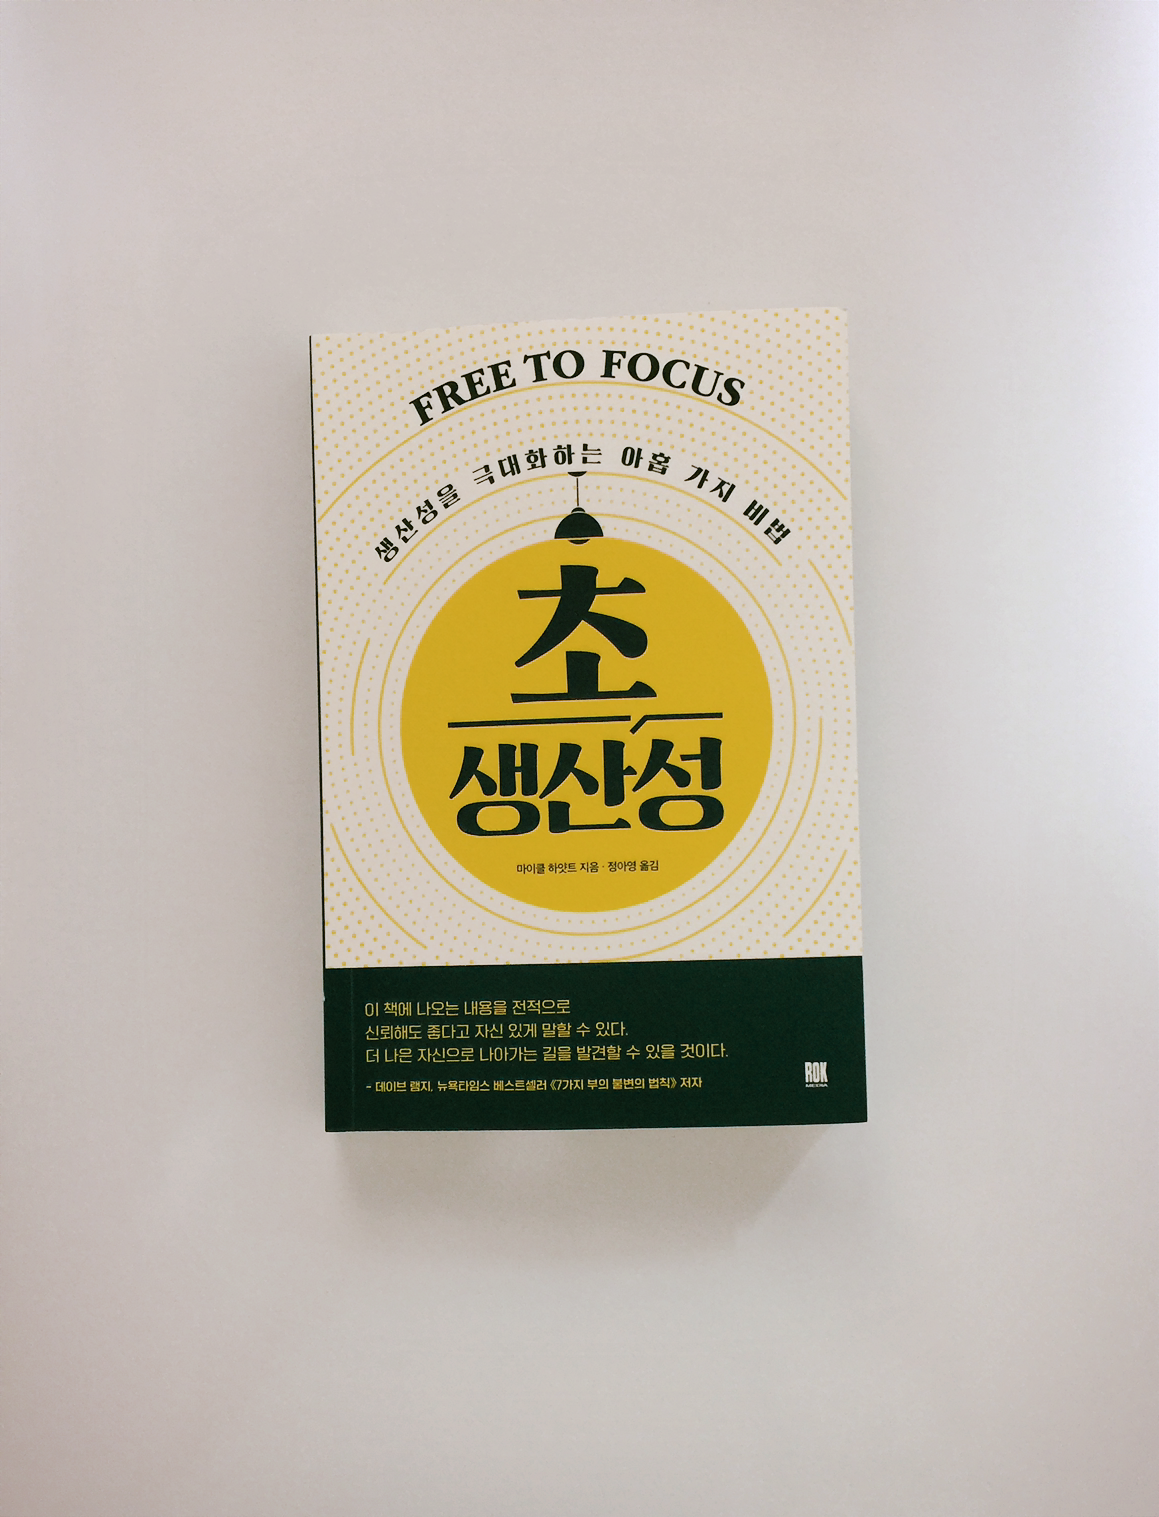 FREE TO FOCUS
생산성을 극대화하는 아홉 가지 비법
초
생산성
마이클 하얏트 지음 · 정아영 옮김
이 책에 나오는 내용을 전적으로
신뢰해도 좋다고 자신 있게 말할 수 있다.
더 나은 자신으로 나아가는 길을 발견할 수 있을 것이다.
- 데이브 램지, 뉴욕타임스 베스트셀러 《7가지 부의 불변의 법칙》 저자
ROK
MEDIA